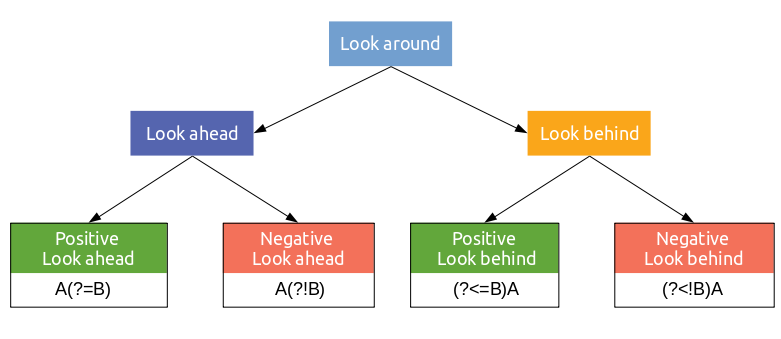 Look around
Look ahead
Look behind
Positive
Look ahead
A(?=B)
Negative
Look ahead
A(?!B)
Positive
Look behind
(?<=B)A
Negative
Look behind
(?<!B)A